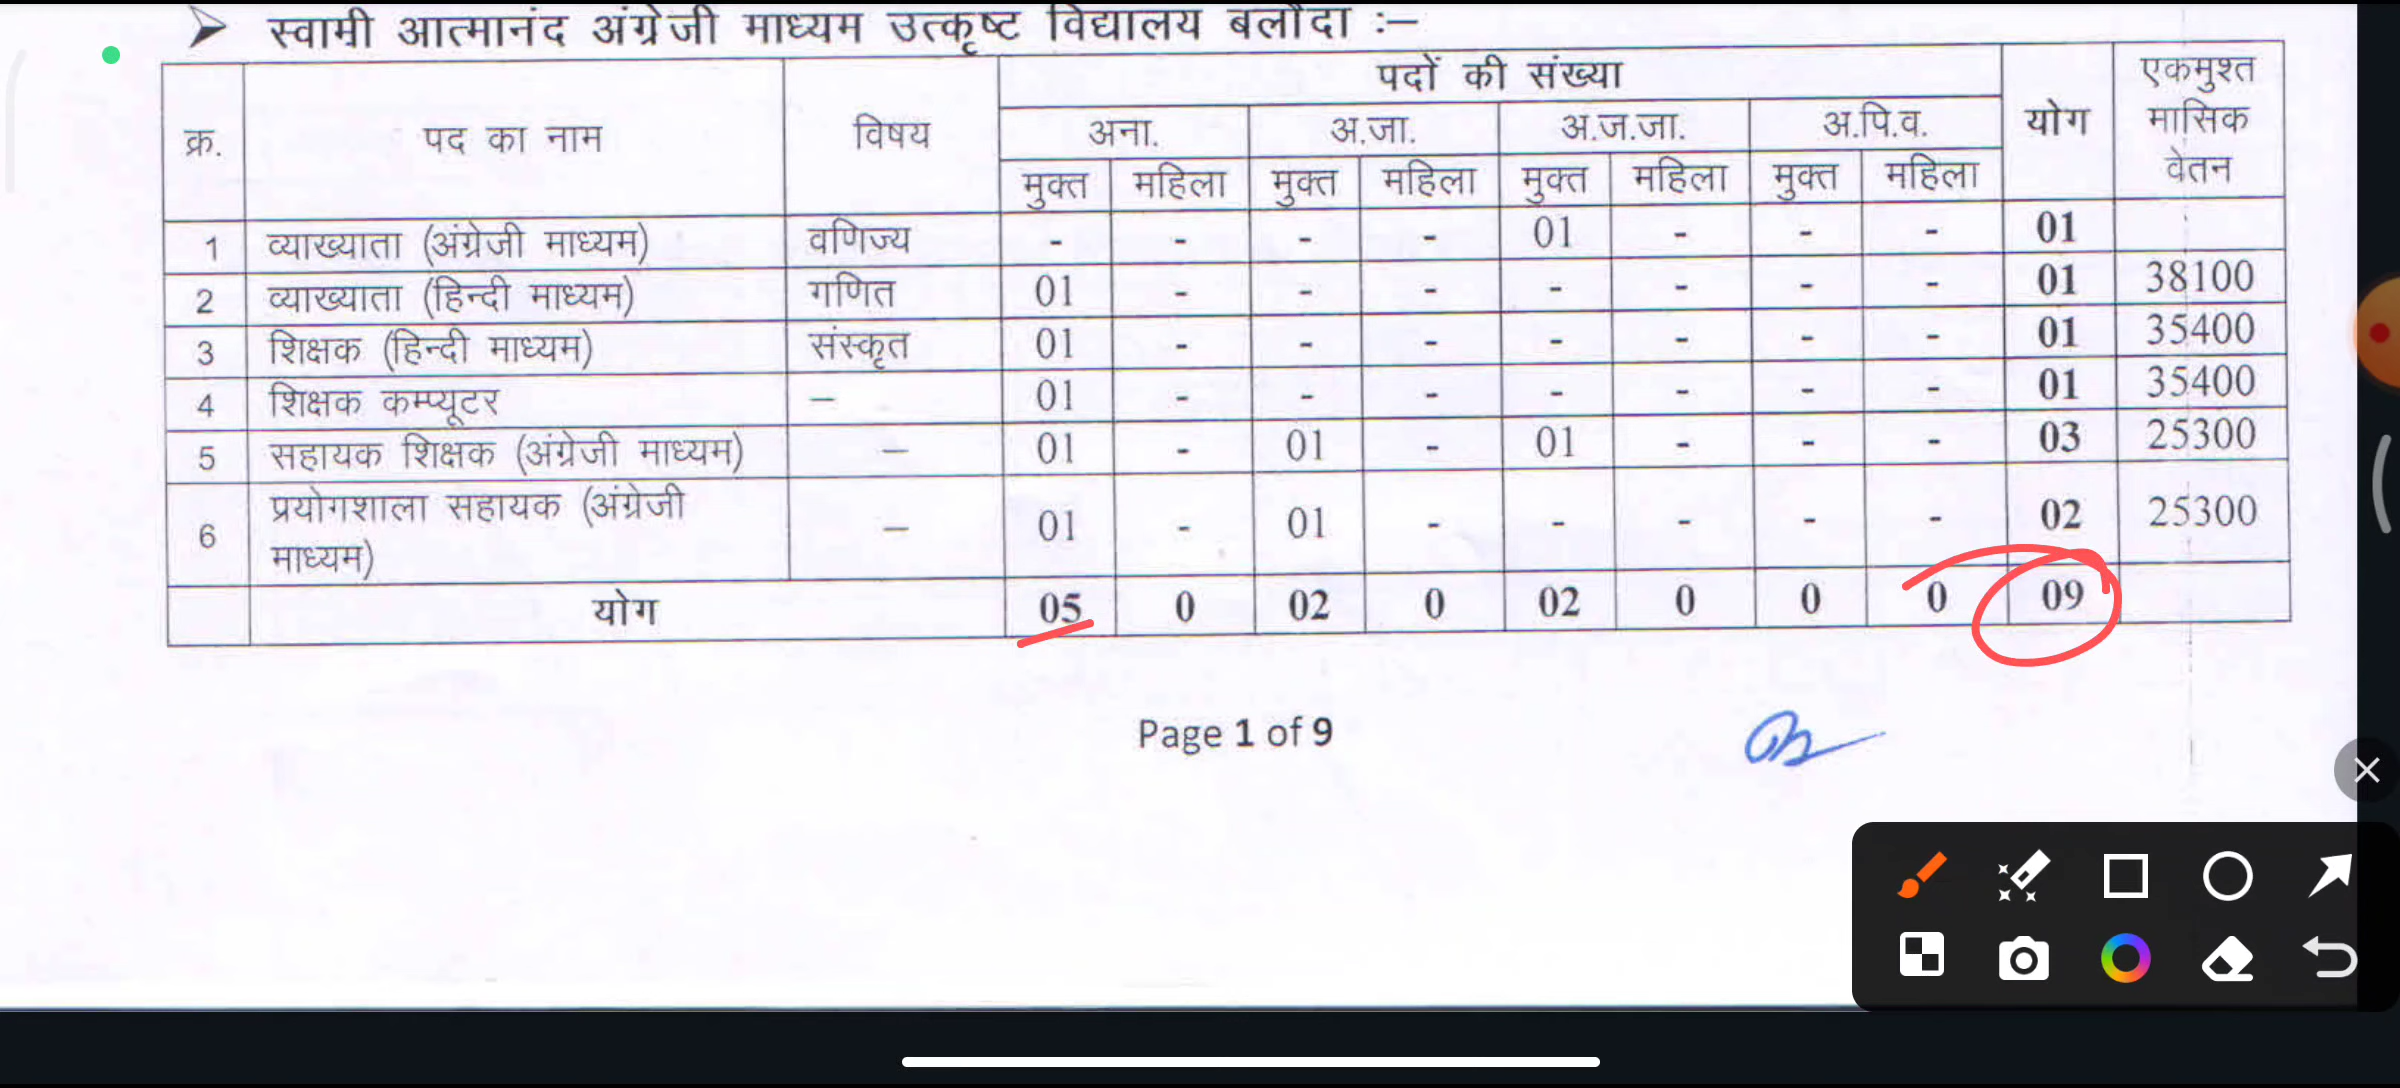 ➤ स्वामी आत्मानंद अंग्रेजी माध्यम उत्कृष्ट विद्यालय बलौदा :–
क्र. पद का नाम विषय पदों की संख्या योग एकमुश्त मासिक वेतन
अना. अ.जा. अ.ज.जा. अ.पि.व.
मुक्त महिला मुक्त महिला मुक्त महिला मुक्त महिला
1 व्याख्याता (अंग्रेजी माध्यम) वणिज्य - - - - 01 - - - 01
2 व्याख्याता (हिन्दी माध्यम) गणित 01 - - - - - - - 01 38100
3 शिक्षक (हिन्दी माध्यम) संस्कृत 01 - - - - - - - 01 35400
4 शिक्षक कम्प्यूटर – 01 - - - - - - - 01 35400
5 सहायक शिक्षक (अंग्रेजी माध्यम) – 01 - 01 - 01 - - - 03 25300
6 प्रयोगशाला सहायक (अंग्रेजी माध्यम) – 01 - 01 - - - - - 02 25300
योग 05 0 02 0 02 0 0 0 09
Page 1 of 9